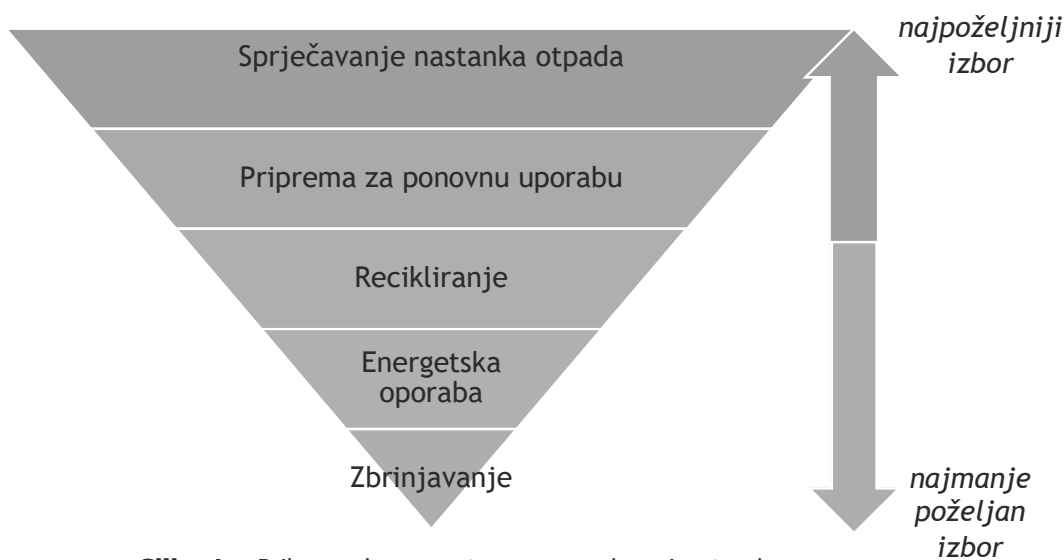 Sprječavanje nastanka otpada
najpoželjniji
izbor
Priprema za ponovnu uporabu
Recikliranje
Energetska
oporaba
Zbrinjavanje
najmanje
poželjan
izbor